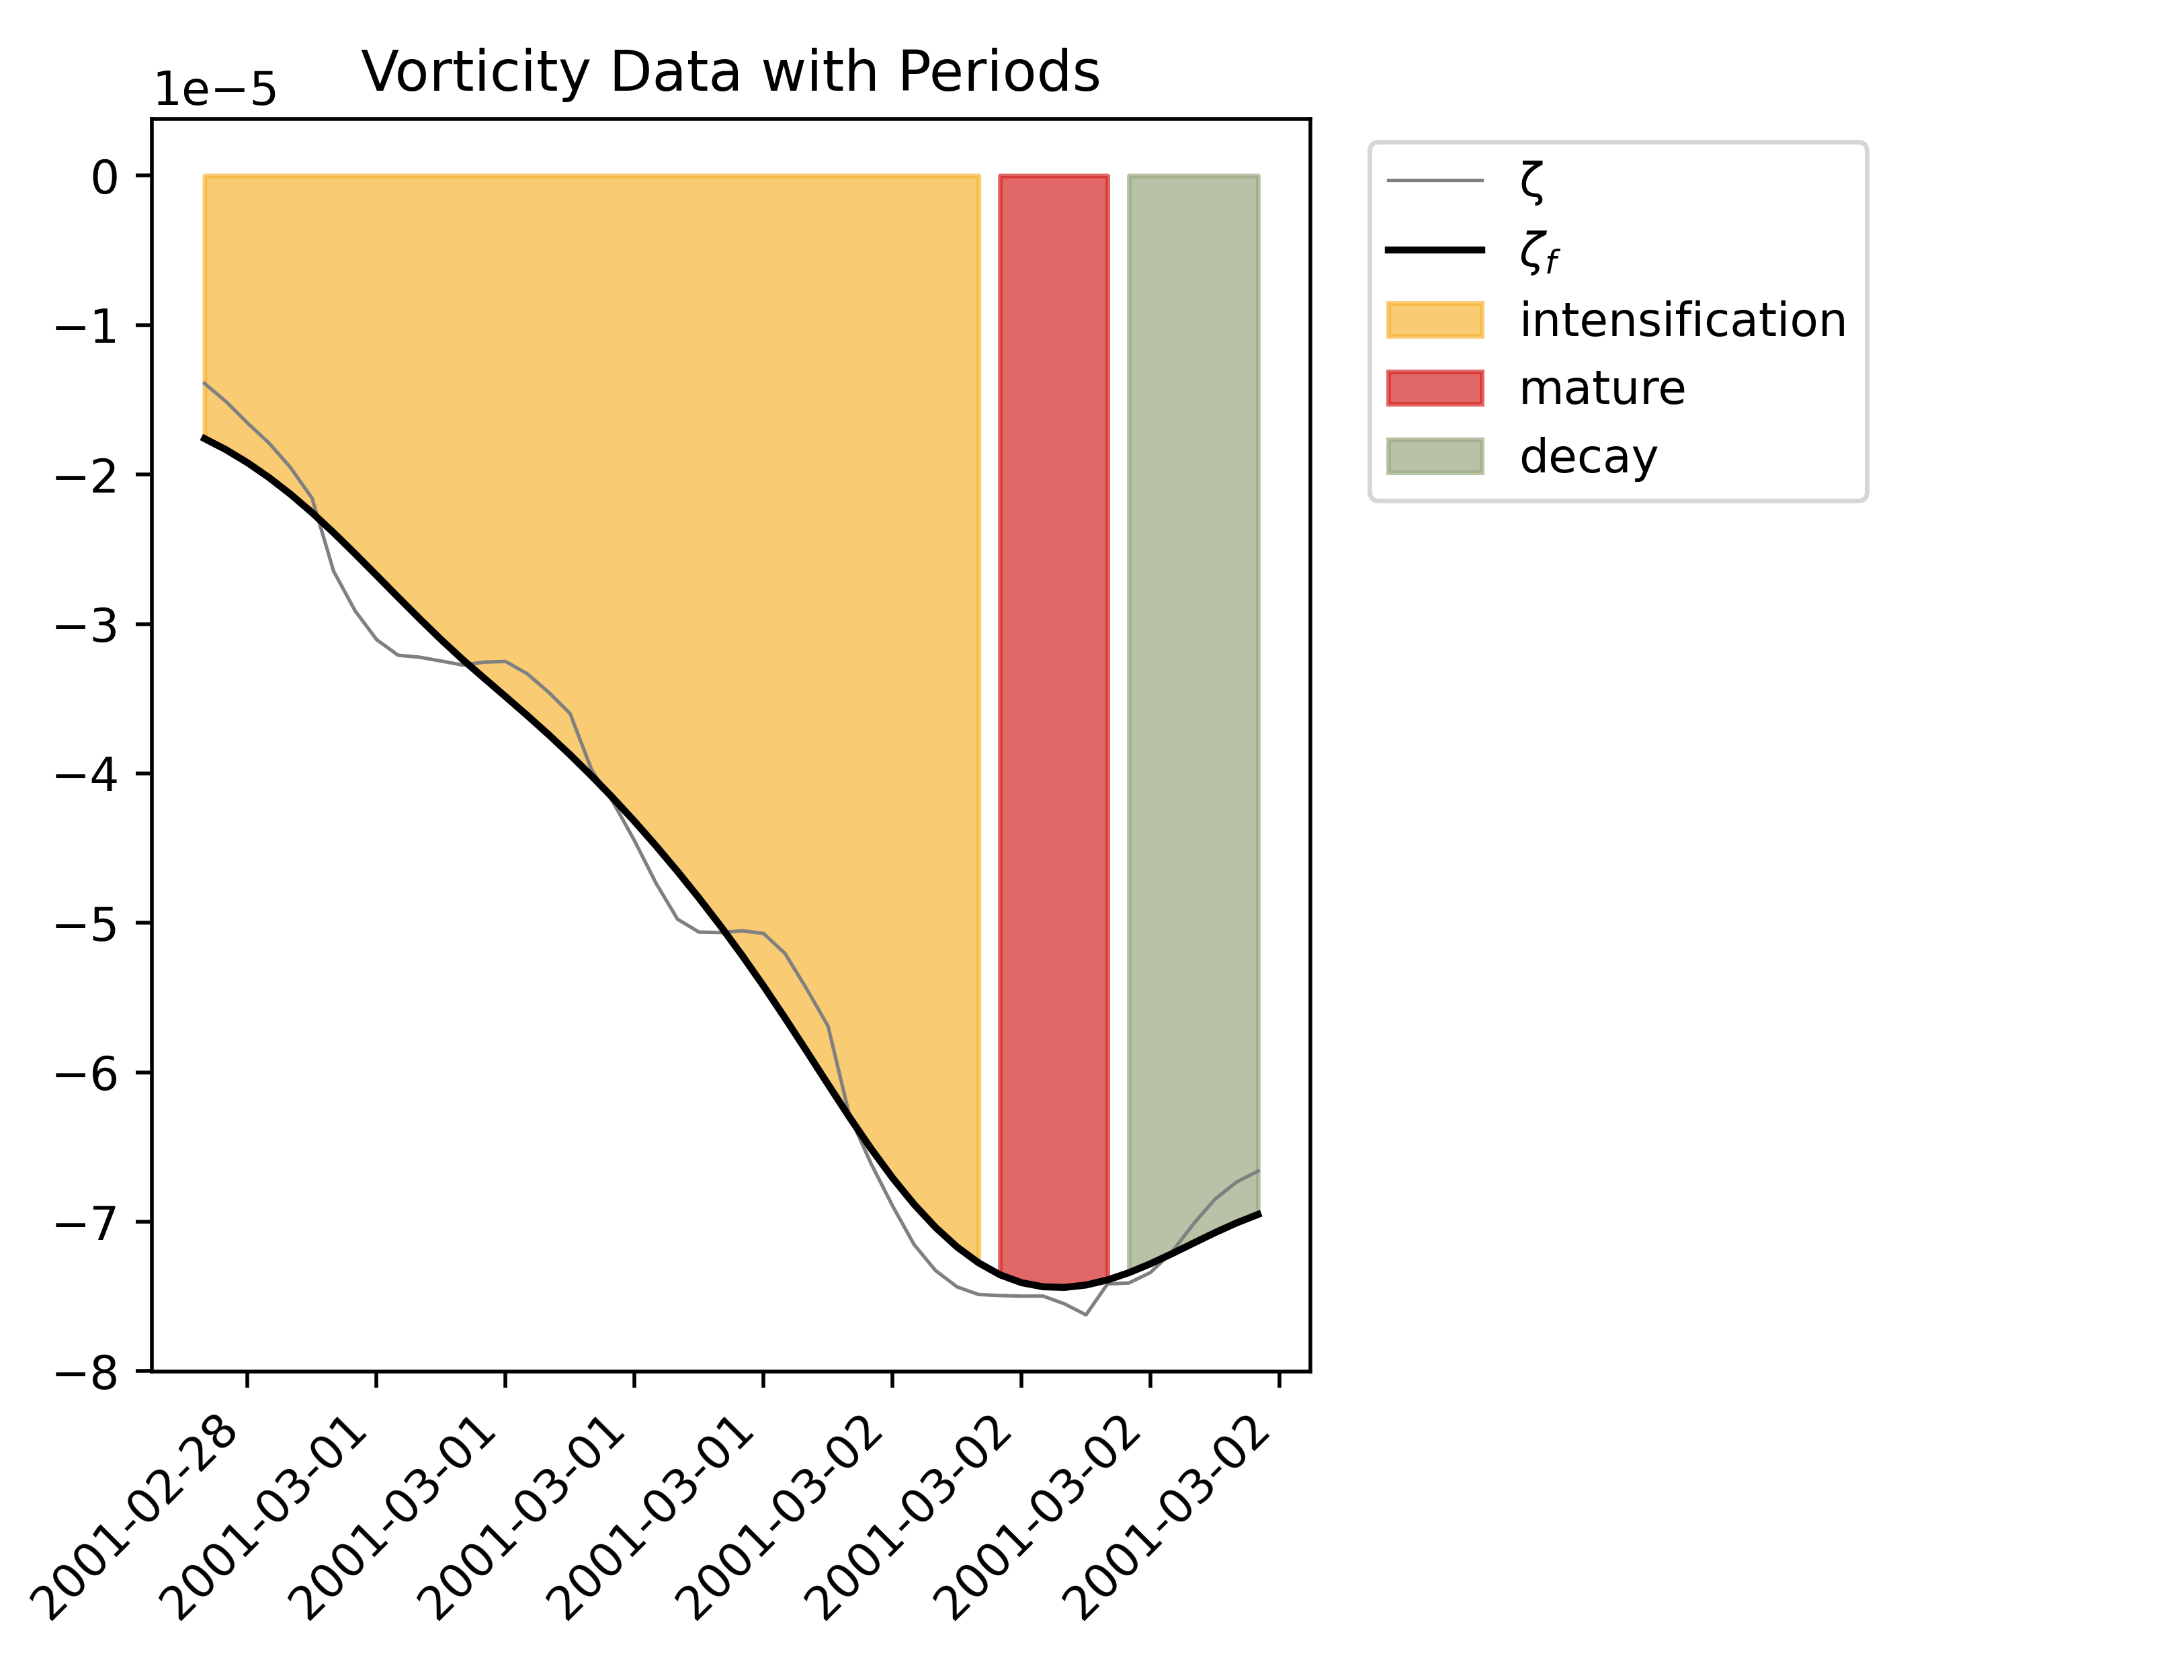 Vorticity Data with Periods
1e−5
0
−1
−2
−3
−4
−5
−6
−7
−8
2001-02-28
2001-03-01
2001-03-01
2001-03-01
2001-03-01
2001-03-02
2001-03-02
2001-03-02
2001-03-02
ζ
ζf
intensification
mature
decay